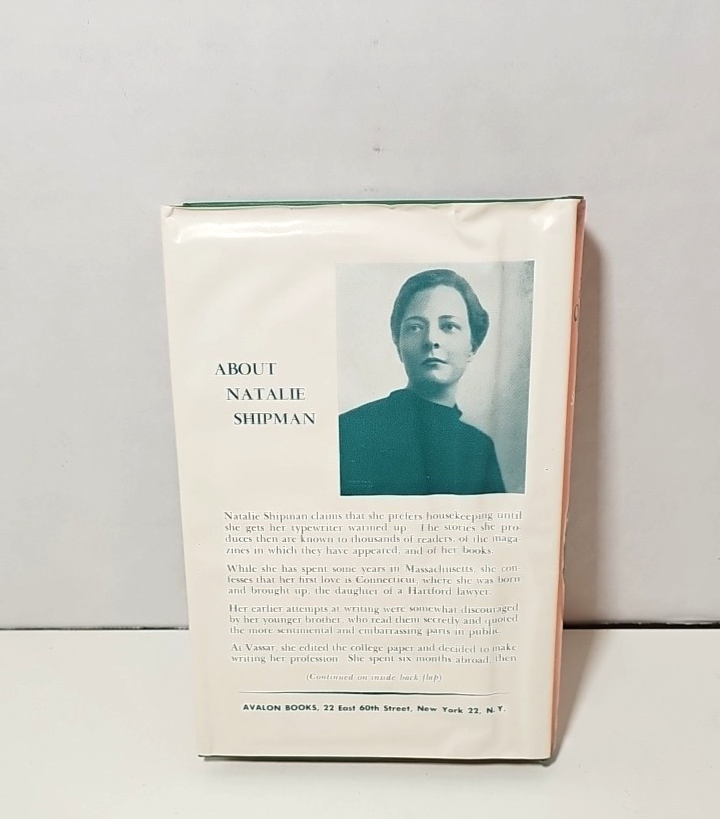 ABOUT
NATALIE
SHIPMAN
Natalie Shipman claims that she prefers housekeeping until
she gets her typewriter warmed up. The stories she pro-
duces then are known to thousands of readers, of the maga
zines in which they have appeared, and of her books.
While she has spent some years in Massachusetts, she con
fesses that her first love is Connecticut, where she was born
and brought up, the daughter of a Hartford lawyer.
Her earlier attempts at writing were somewhat discouraged
by her younger brother, who read them secretly and quoted
the more sentimental and embarrassing parts in public.
At Vassar, she edited the college paper and decided to make
writing her profession. She spent six months abroad, then
(Continued on inside back flap)
AVALON BOOKS, 22 East 60th Street, New York 22, N.Y.